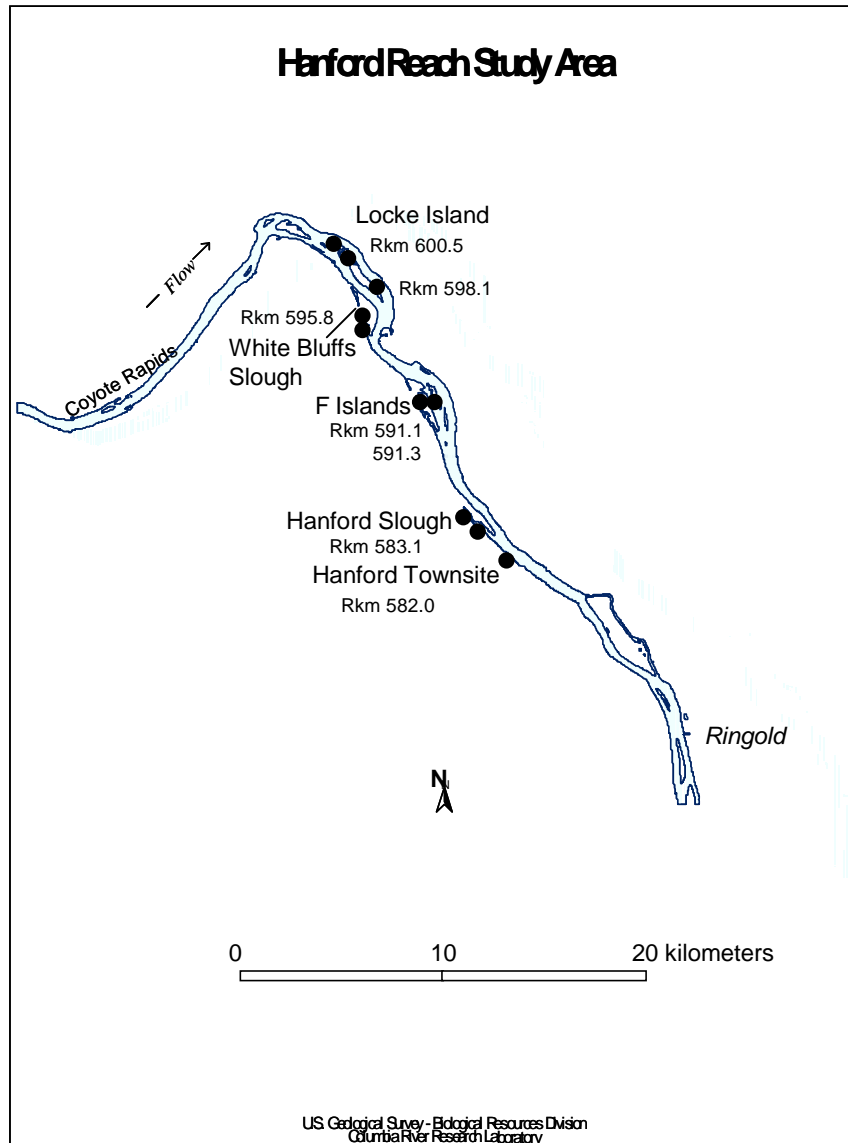 Hanford Reach Study Area
Locke Island
Rkm 600.5
Flow
Rkm 598.1
Rkm 595.8
White Bluffs
Slough
Coyote Rapids
F Islands
Rkm 591.1
591.3
Hanford Slough
Rkm 583.1
Hanford Townsite
Rkm 582.0
Ringold
N
0 10 20 kilometers
U.S. Geological Survey - Biological Resources Division
Columbia River Research Laboratory